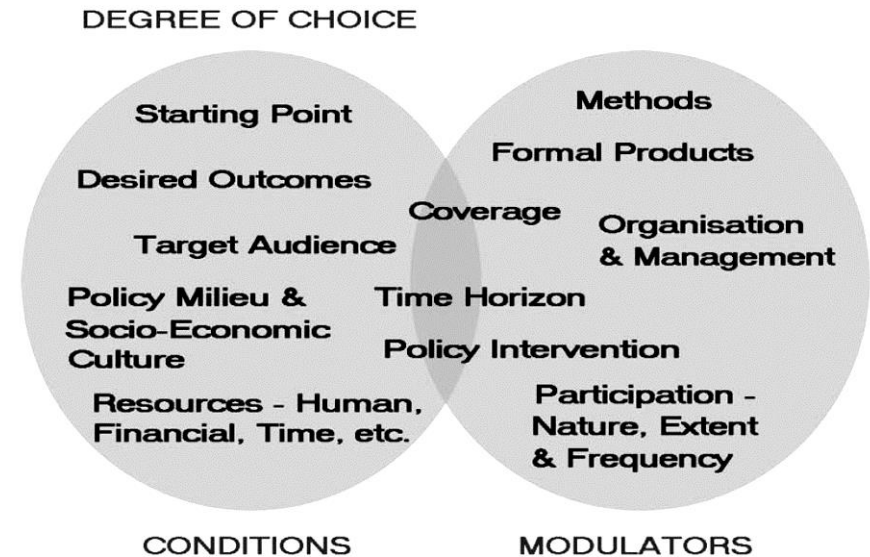 DEGREE OF CHOICE
Starting Point
Desired Outcomes
Target Audience
Policy Milieu &
Socio-Economic
Culture
Resources - Human,
Financial, Time, etc.
Coverage
Time Horizon
Policy Intervention
Methods
Formal Products
Organisation
& Management
Participation -
Nature, Extent
& Frequency
CONDITIONS
MODULATORS